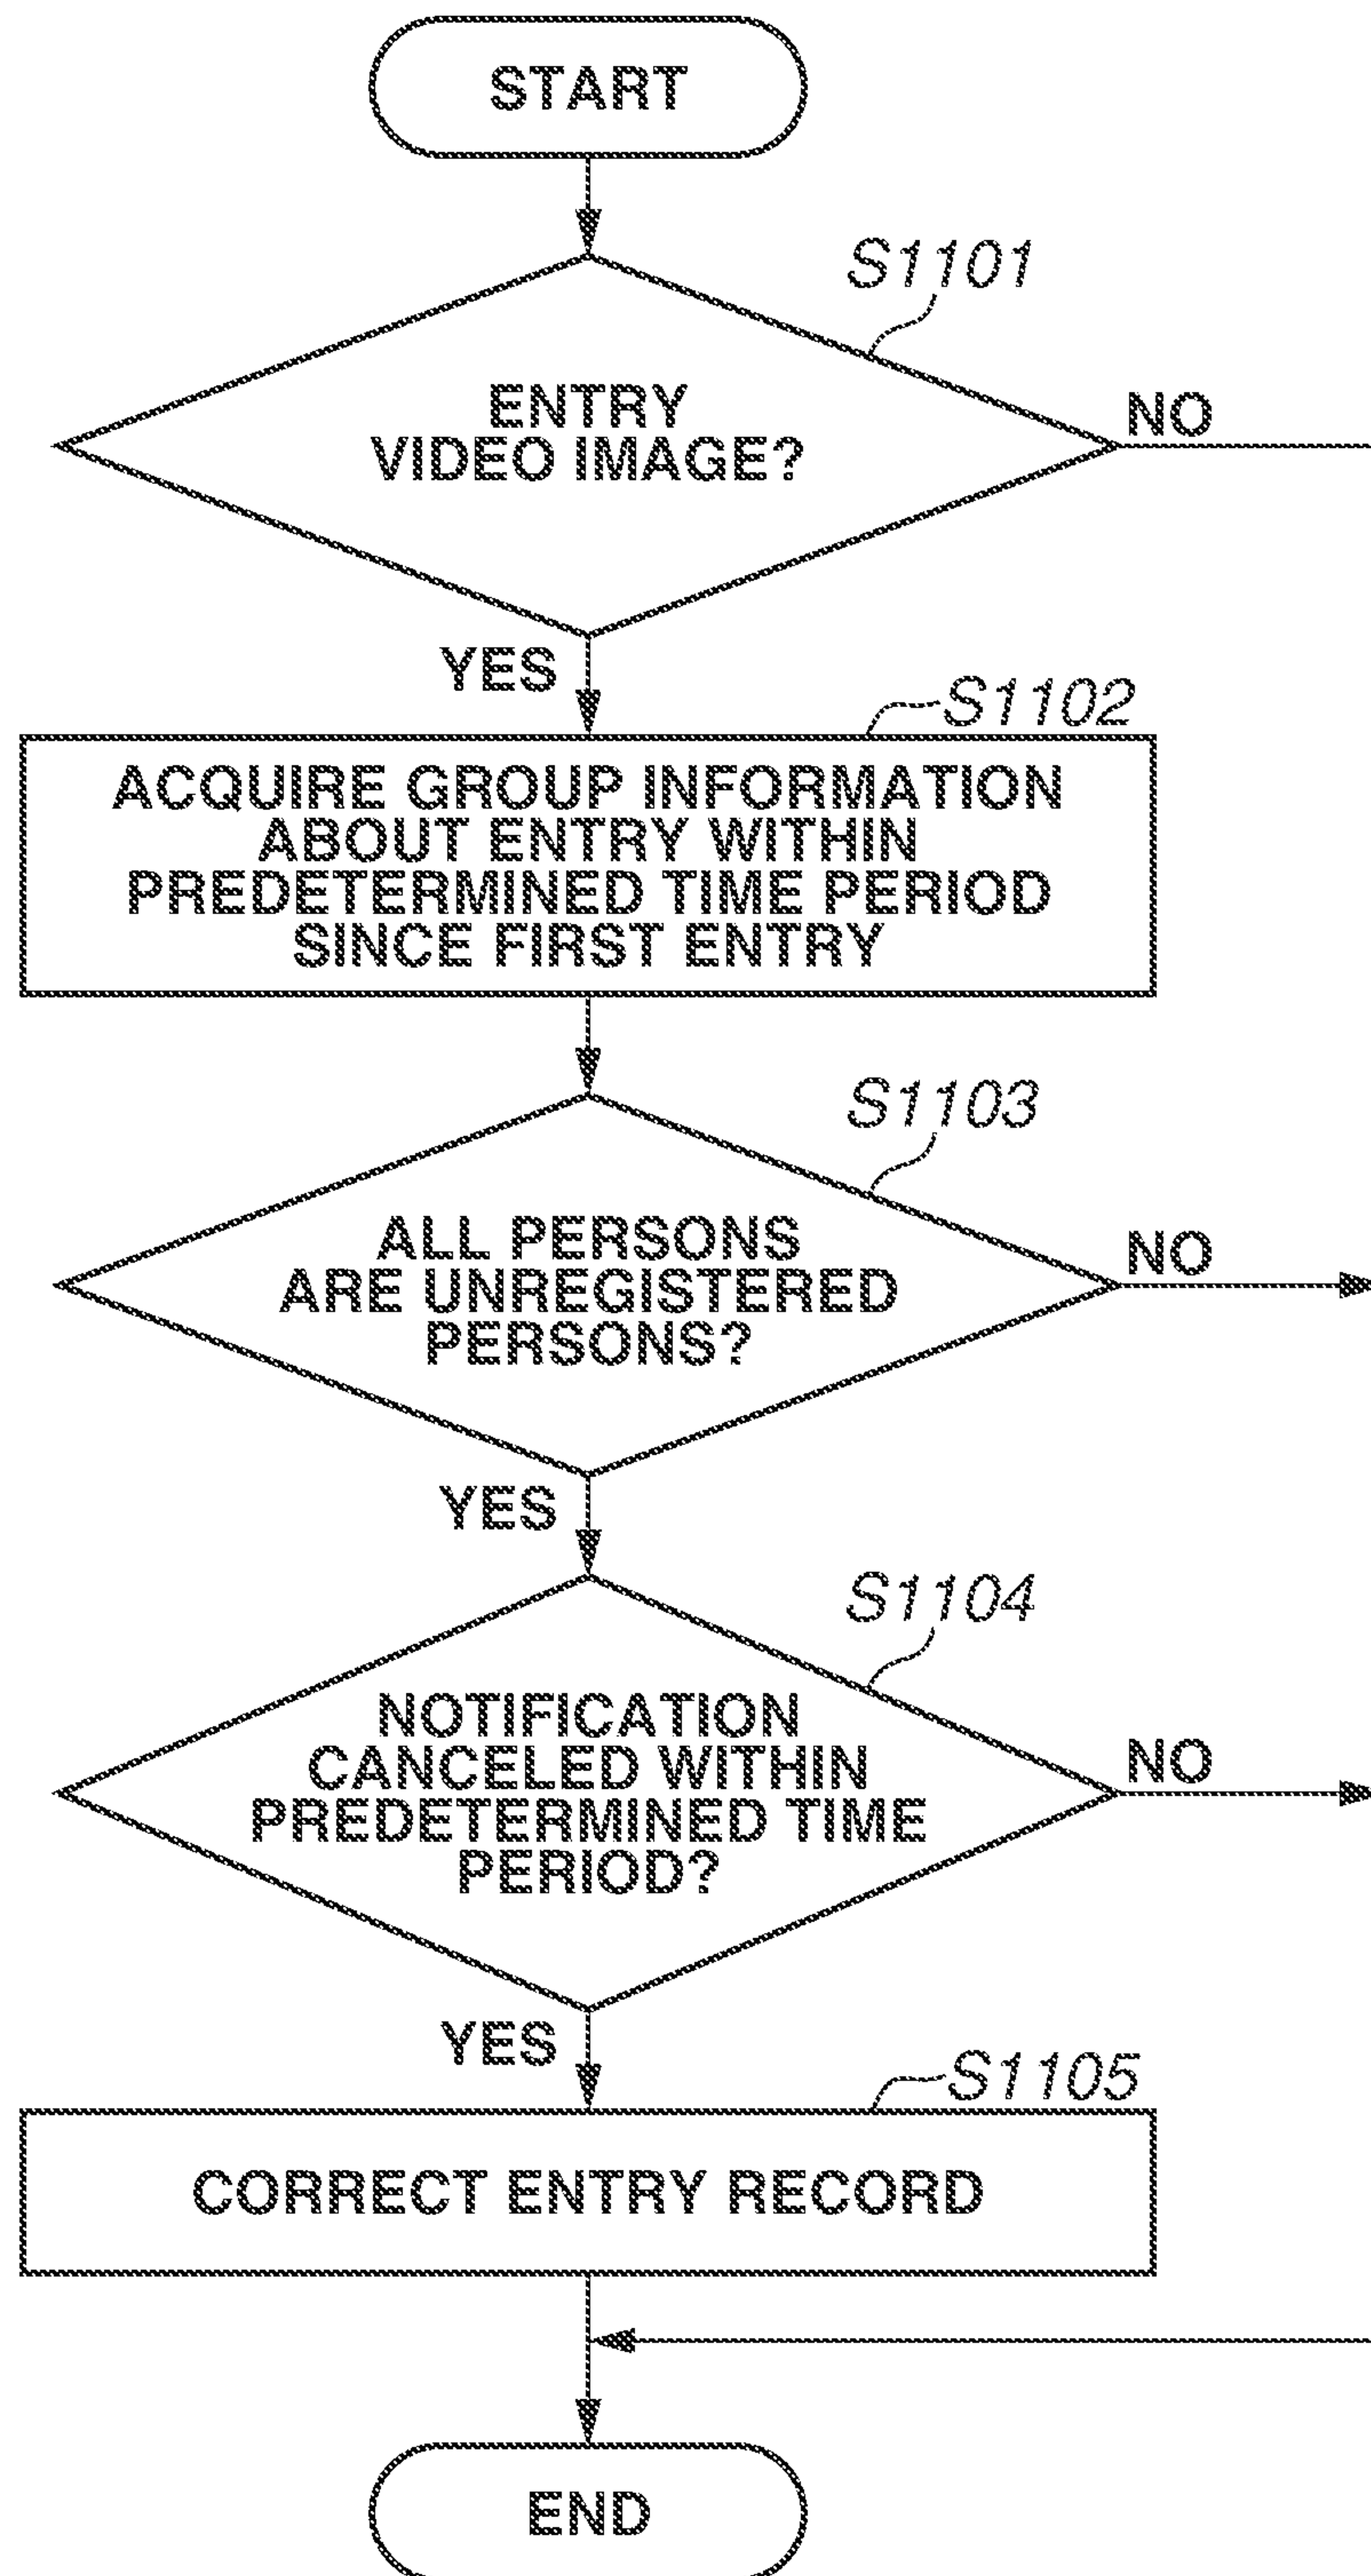 START
S1101
ENTRY
VIDEO IMAGE?
NO
YES
S1102
ACQUIRE GROUP INFORMATION
ABOUT ENTRY WITHIN
PREDETERMINED TIME PERIOD
SINCE FIRST ENTRY
S1103
ALL PERSONS
ARE UNREGISTERED
PERSONS?
NO
YES
S1104
NOTIFICATION
CANCELED WITHIN
PREDETERMINED TIME
PERIOD?
NO
YES
S1105
CORRECT ENTRY RECORD
END